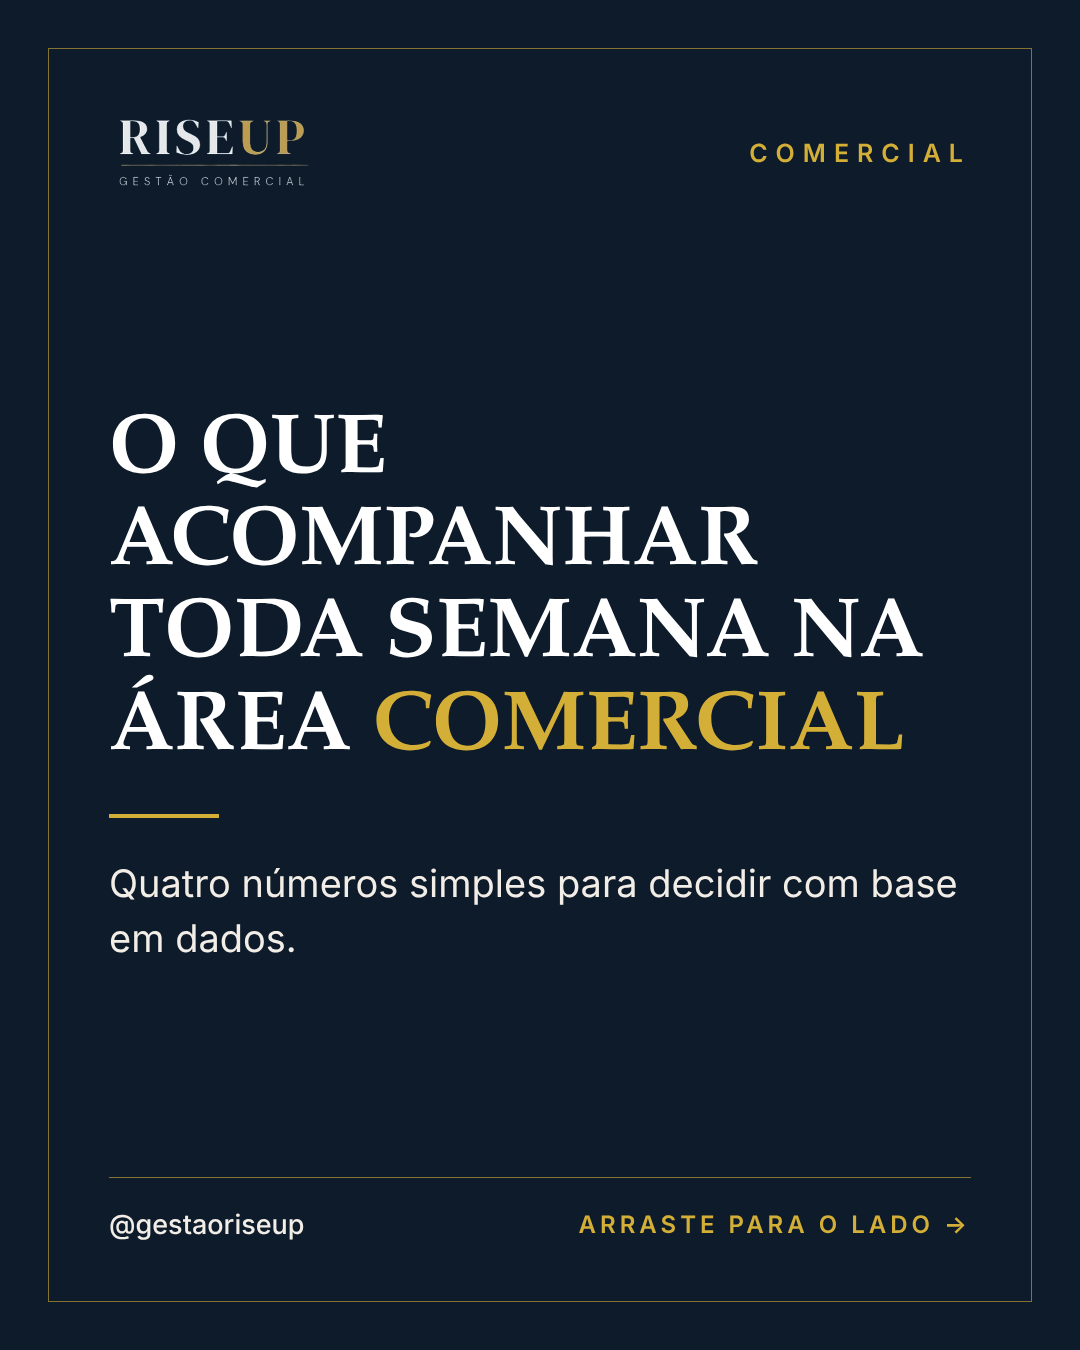 RISEUP
GESTÃO COMERCIAL
COMERCIAL
O QUE
ACOMPANHAR
TODA SEMANA NA
ÁREA COMERCIAL
Quatro números simples para decidir com base
em dados.
@gestaoriseup
ARRASTE PARA O LADO →